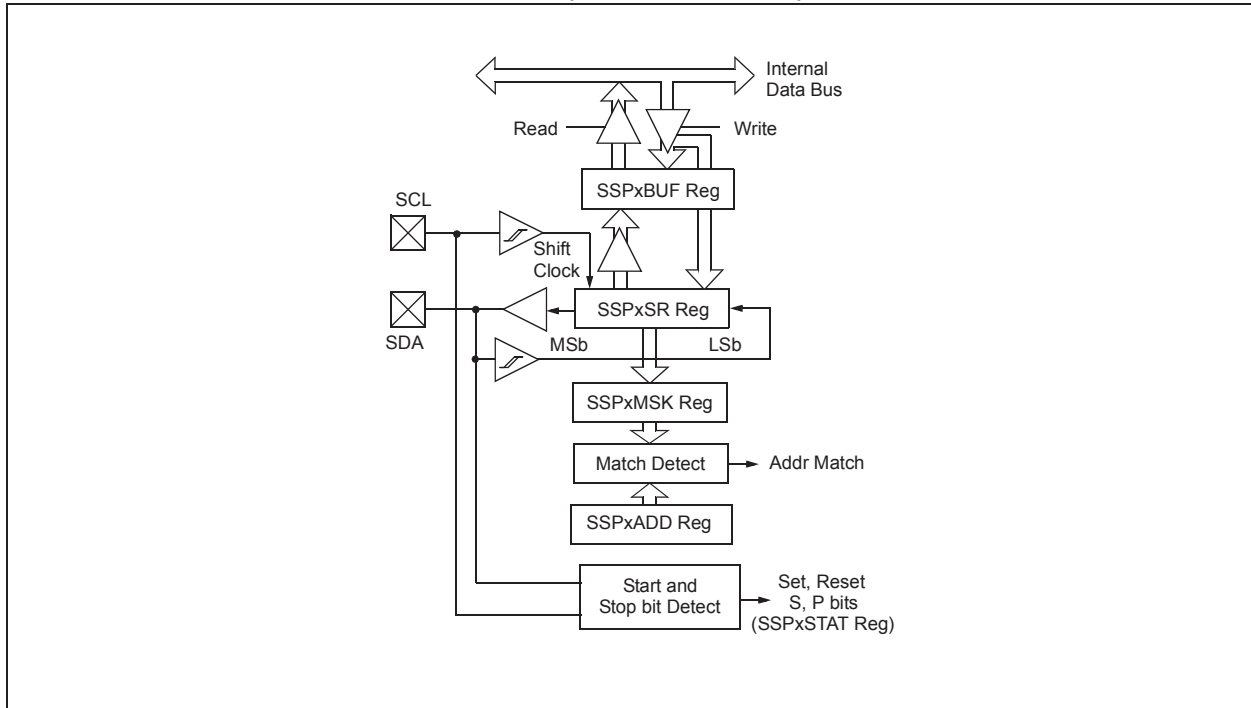 Internal
Data Bus
Read
Write
SSPxBUF Reg
SCL
Shift
Clock
SSPxSR Reg
SDA
MSb
LSb
SSPxMSK Reg
Match Detect
Addr Match
SSPxADD Reg
Start and
Stop bit Detect
Set, Reset
S, P bits
(SSPxSTAT Reg)